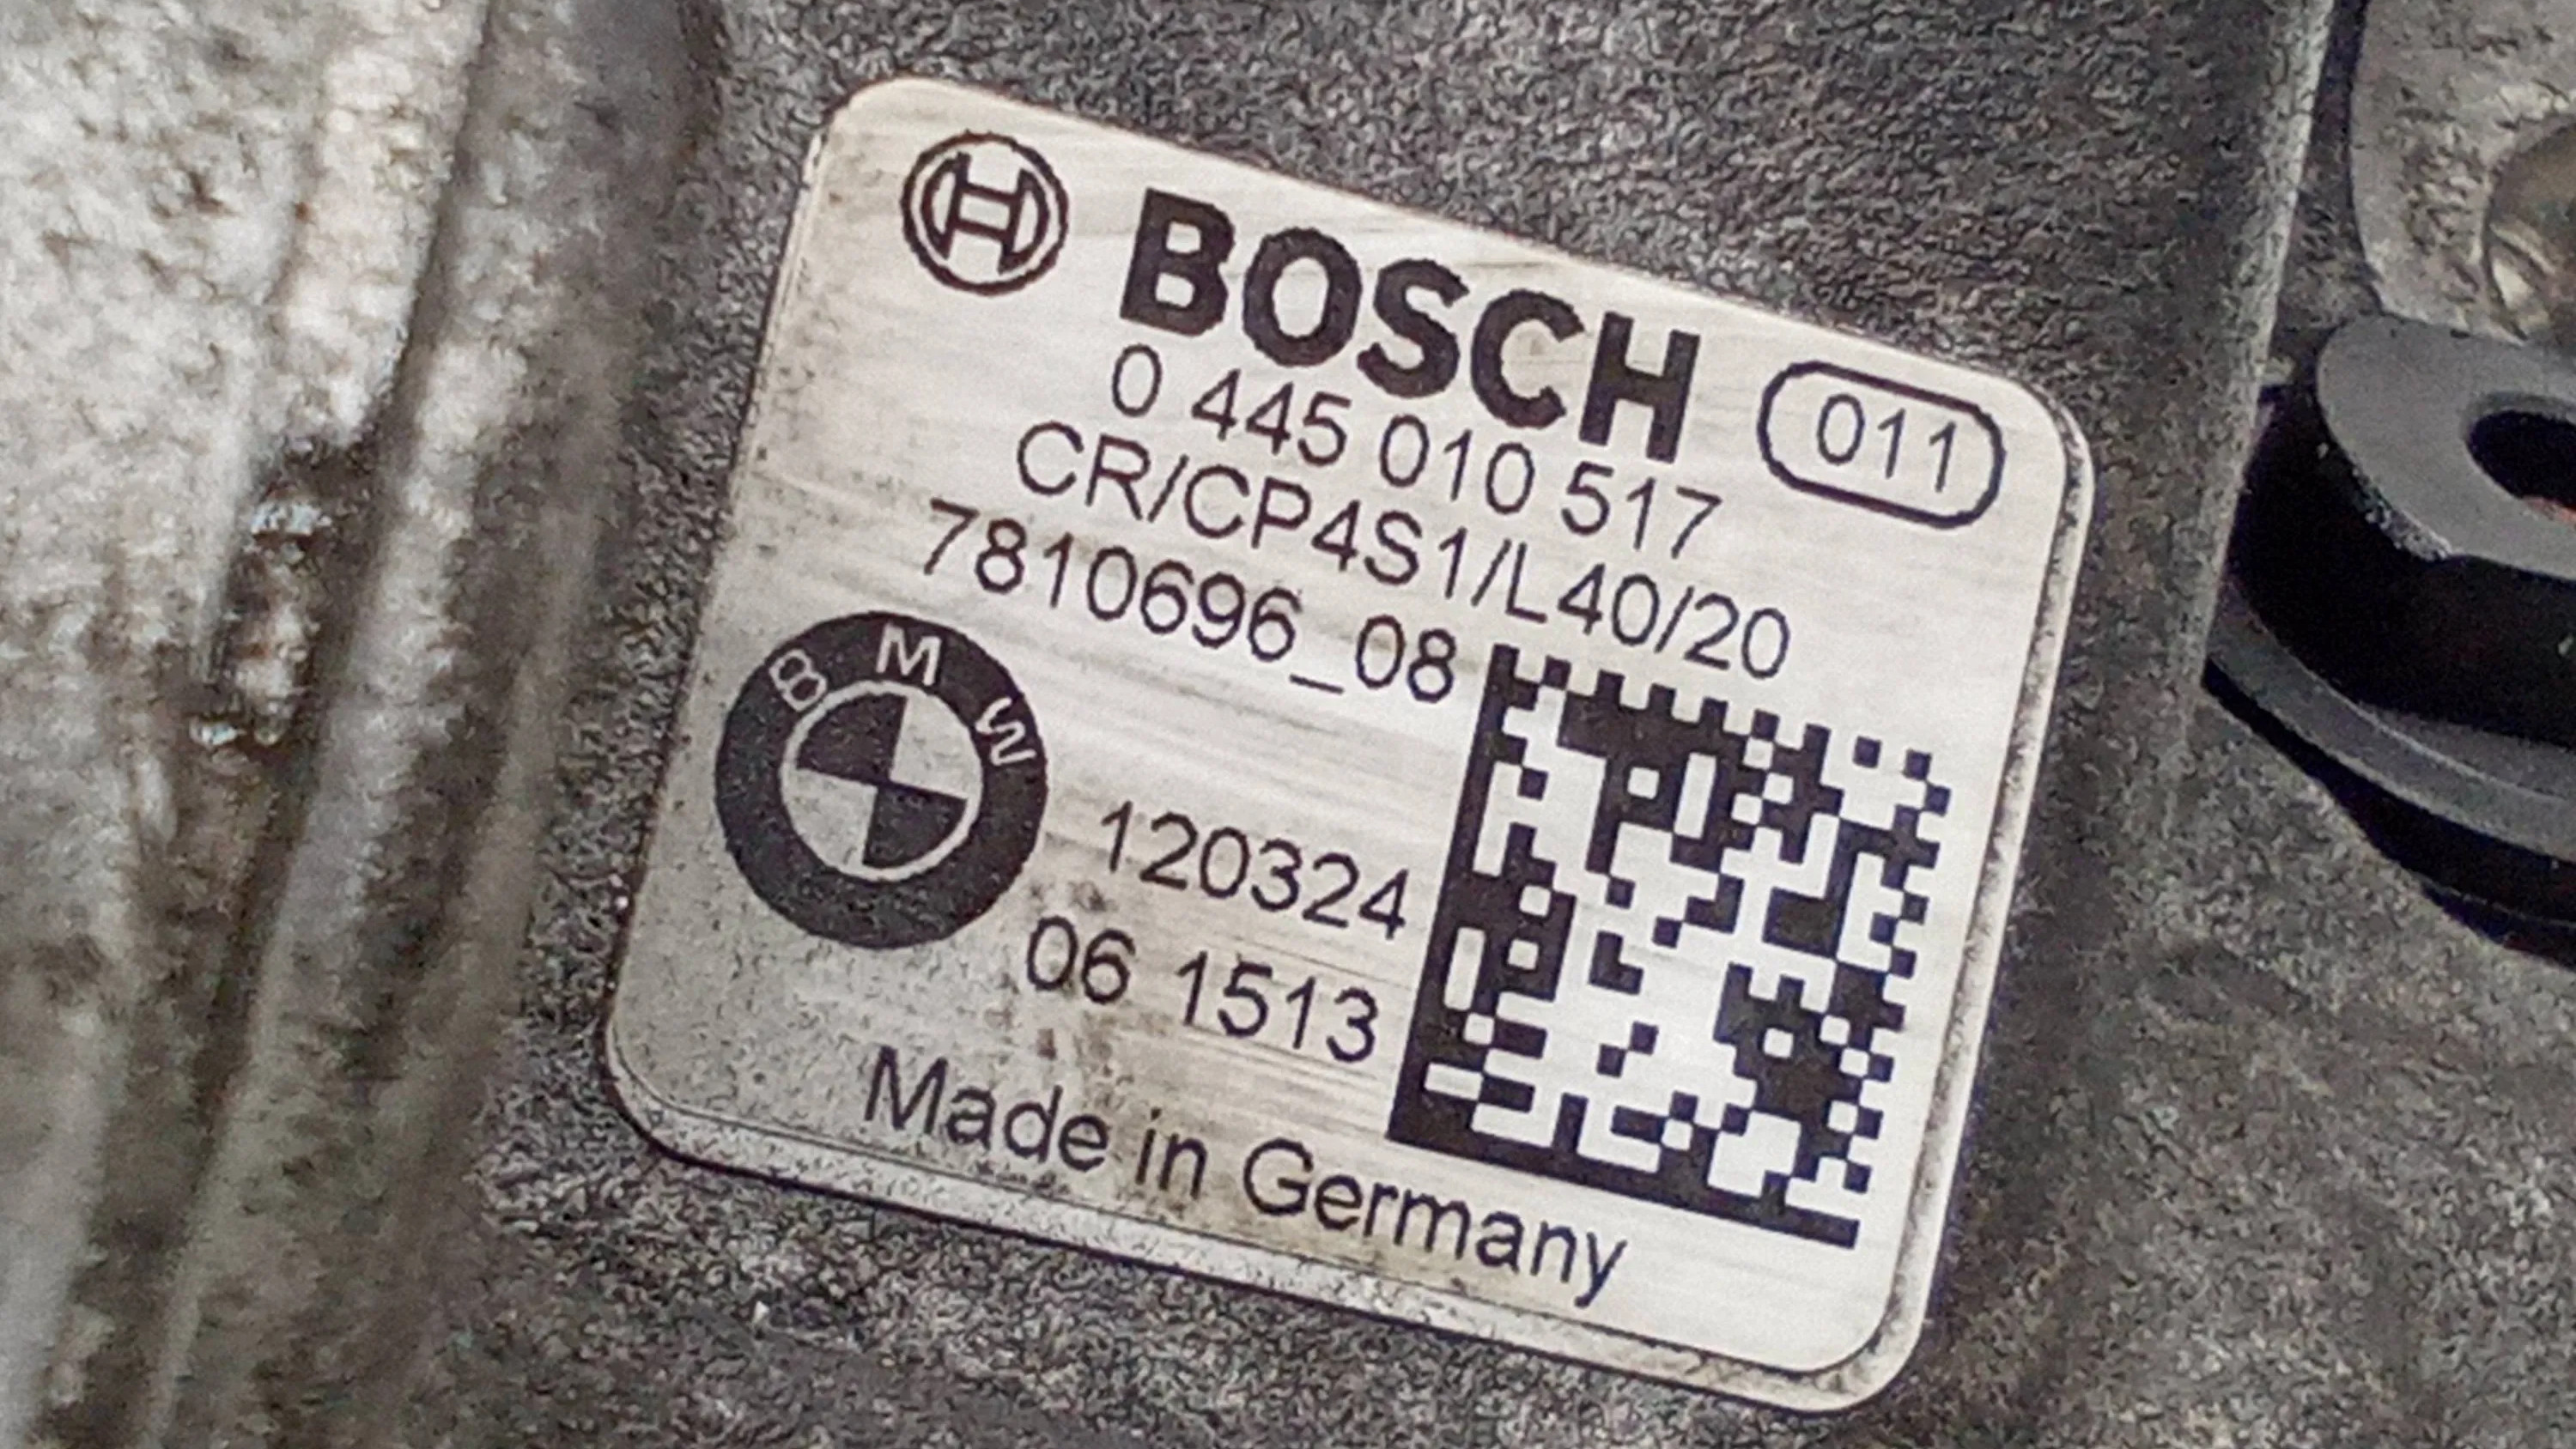 BOSCH 011
0 445 010 517
CR/CP4S1/L40/20
7810696_08
BMW
120324
06 1513
Made in Germany